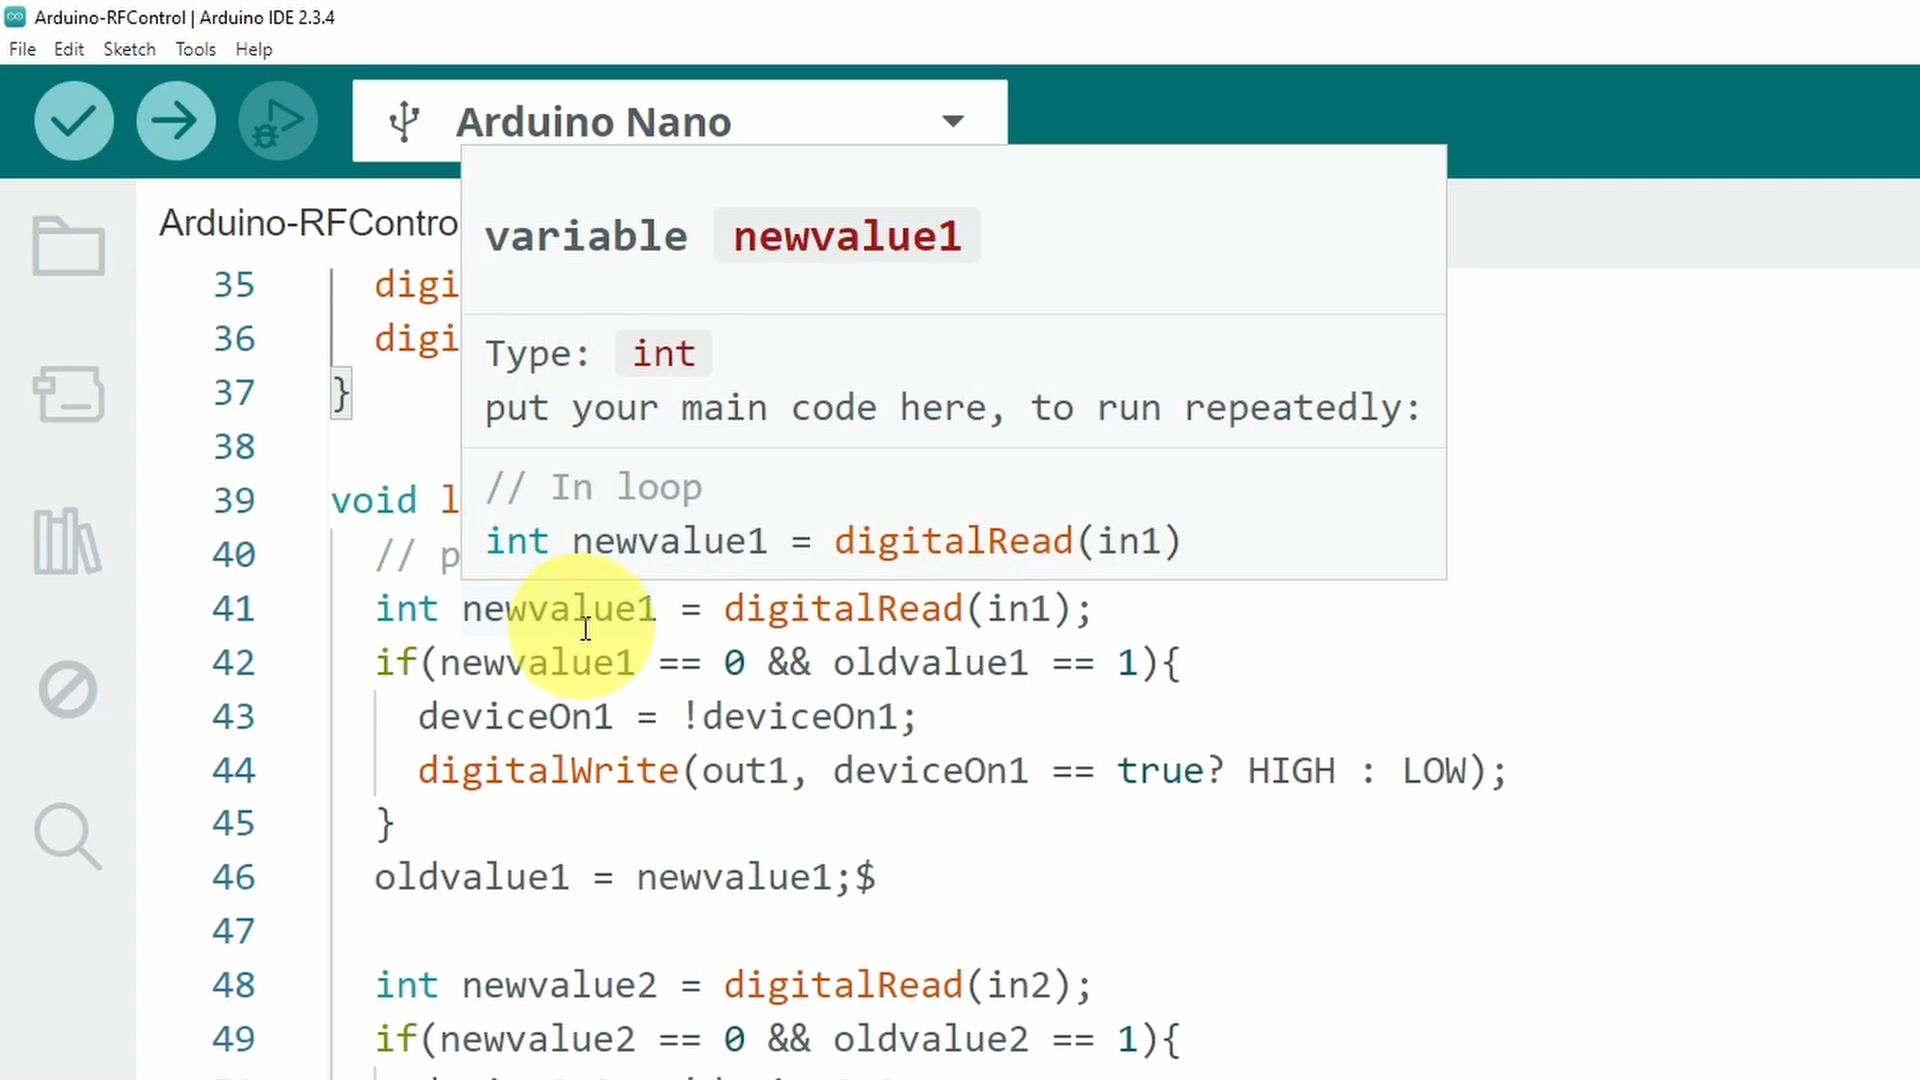 Arduino-RFControl | Arduino IDE 2.3.4
File Edit Sketch Tools Help
Arduino Nano
Arduino-RFContro
variable newvalue1
Type: int
put your main code here, to run repeatedly:
// In loop
int newvalue1 = digitalRead(in1)
35 digi
36 digi
37 }
38
39 void l
40 // p
41 int newvalue1 = digitalRead(in1);
42 if(newvalue1 == 0 && oldvalue1 == 1){
43 deviceOn1 = !deviceOn1;
44 digitalWrite(out1, deviceOn1 == true? HIGH : LOW);
45 }
46 oldvalue1 = newvalue1;$
47
48 int newvalue2 = digitalRead(in2);
49 if(newvalue2 == 0 && oldvalue2 == 1){